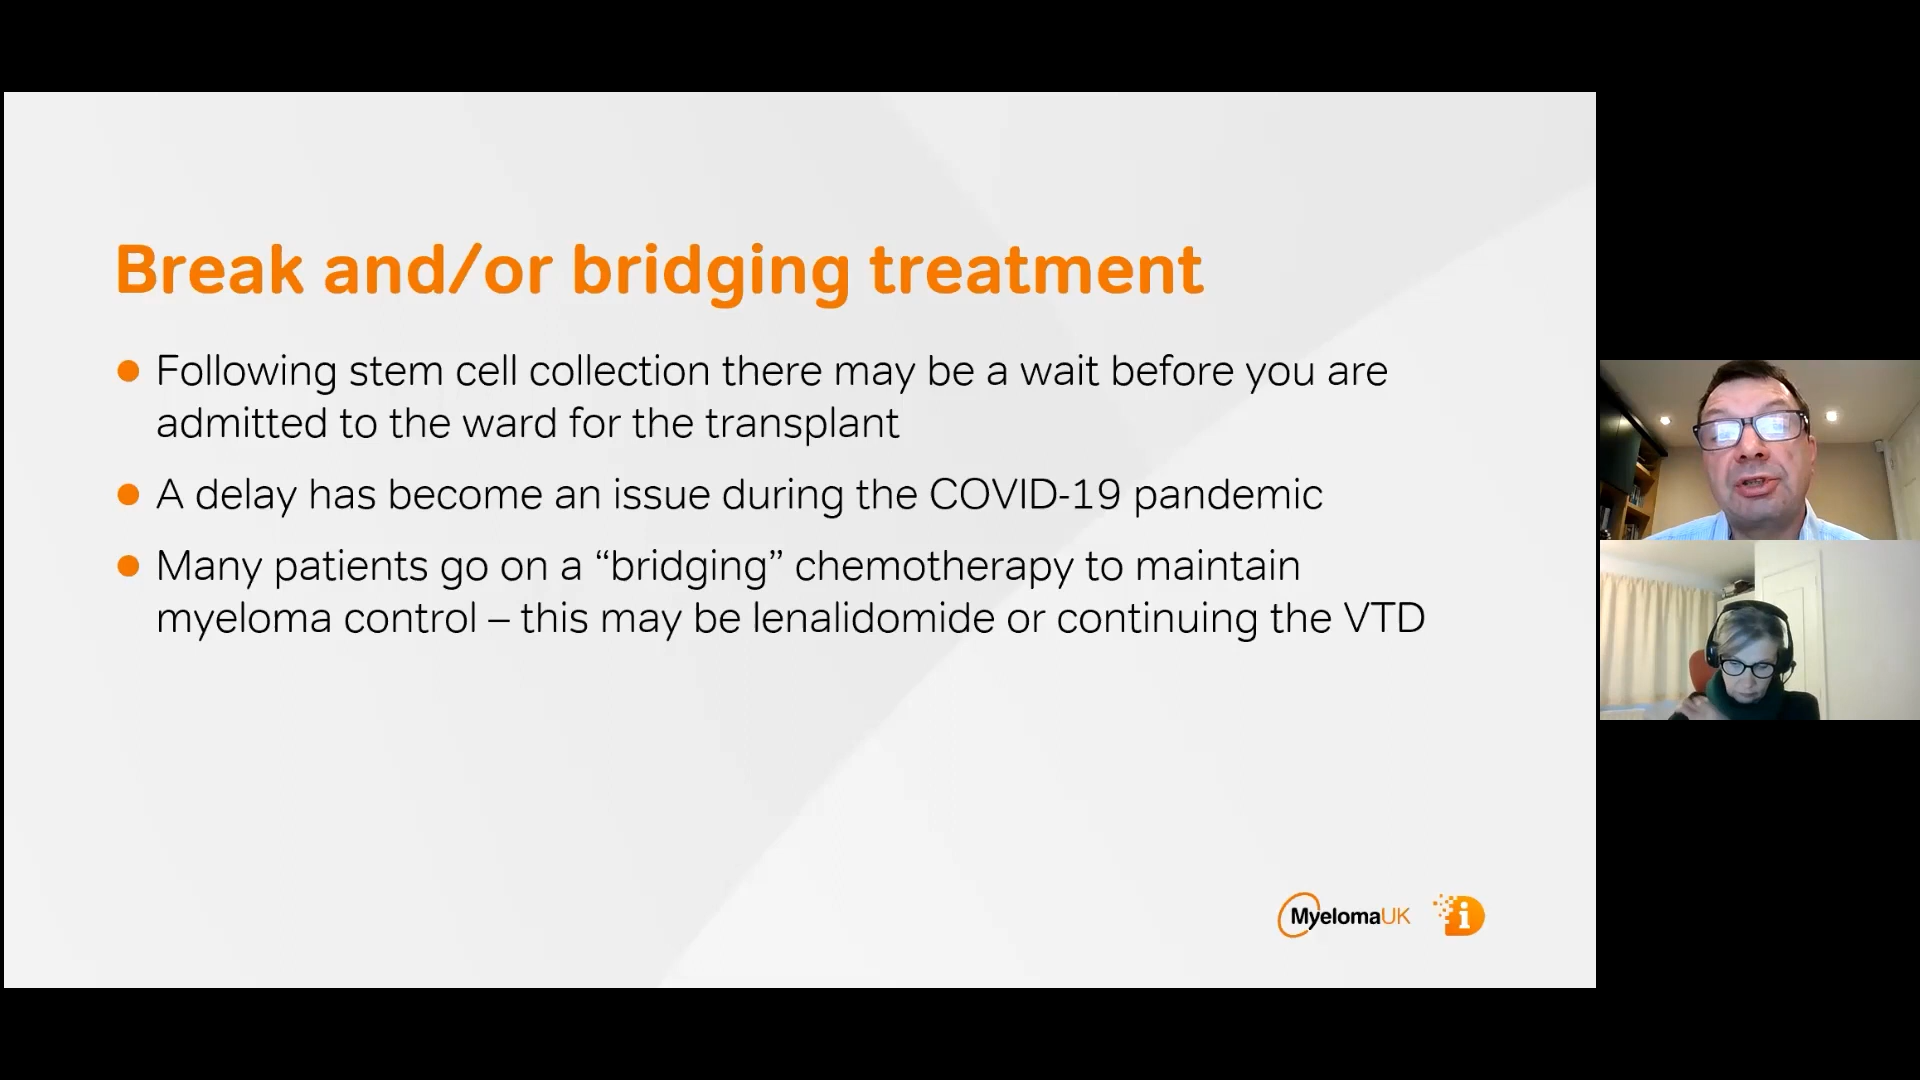 Break and/or bridging treatment
Following stem cell collection there may be a wait before you are
admitted to the ward for the transplant
A delay has become an issue during the COVID-19 pandemic
Many patients go on a “bridging” chemotherapy to maintain
myeloma control – this may be lenalidomide or continuing the VTD
MyelomaUK
i